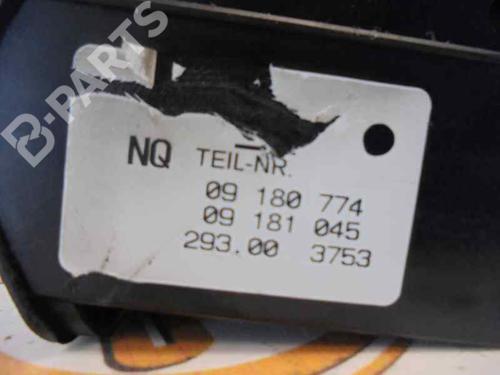 B-PARTS
NQ TEIL-NR.
09 180 774
09 181 045
293.00 3753